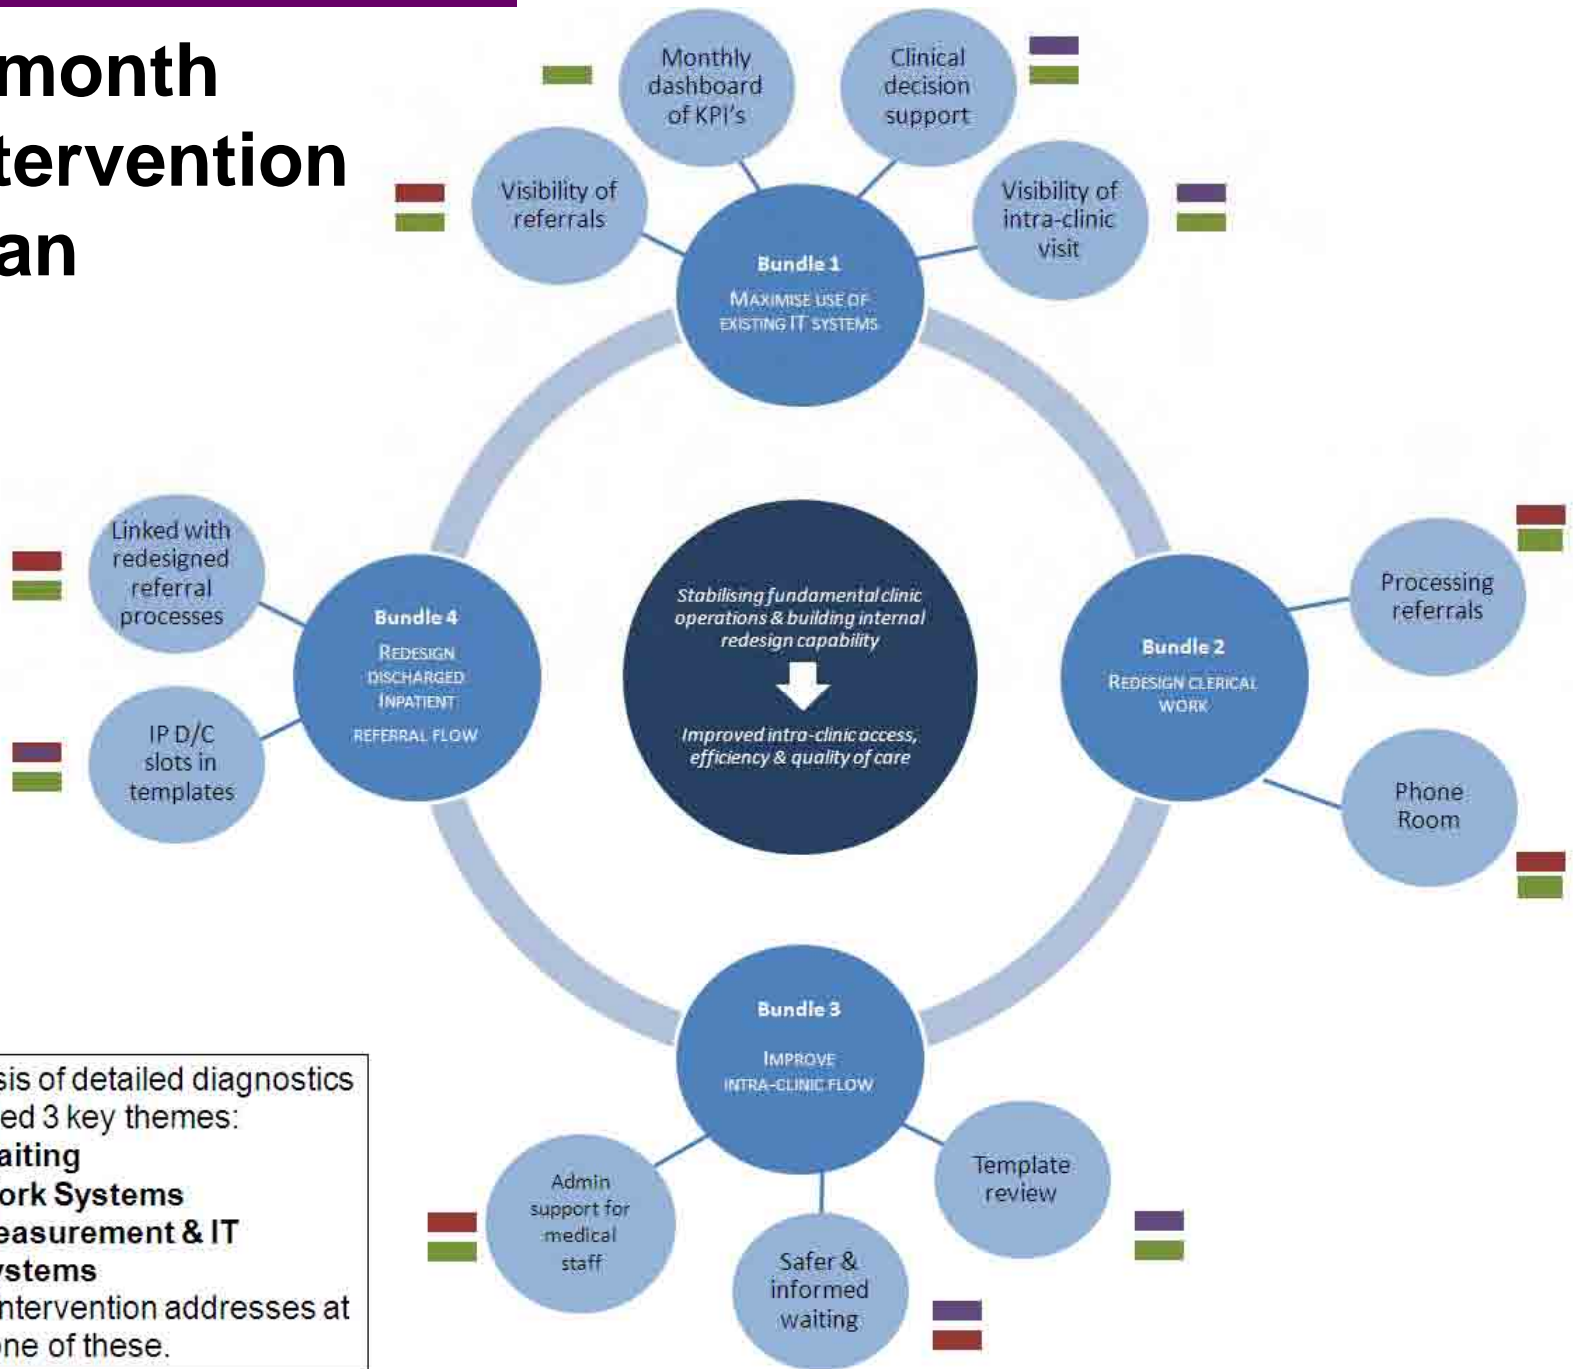 month
tervention
an
Monthly
dashboard
of KPI's
Clinical
decision
support
Visibility of
referrals
Visibility of
intra-clinic
visit
Bundle 1
MAXIMISE USE OF
EXISTING IT SYSTEMS
Linked with
redesigned
referral
processes
IP D/C
slots in
templates
Bundle 4
REDESIGN
DISCHARGED
INPATIENT
REFERRAL FLOW
Stabilising fundamental clinic
operations & building internal
redesign capability
Improved intra-clinic access,
efficiency & quality of care
Bundle 2
REDESIGN CLERICAL
WORK
Processing
referrals
Phone
Room
Bundle 3
IMPROVE
INTRA-CLINIC FLOW
Admin
support for
medical
staff
Safer &
informed
waiting
Template
review
sis of detailed diagnostics
ed 3 key themes:
aiting
ork Systems
easurement & IT
ystems
intervention addresses at
one of these.